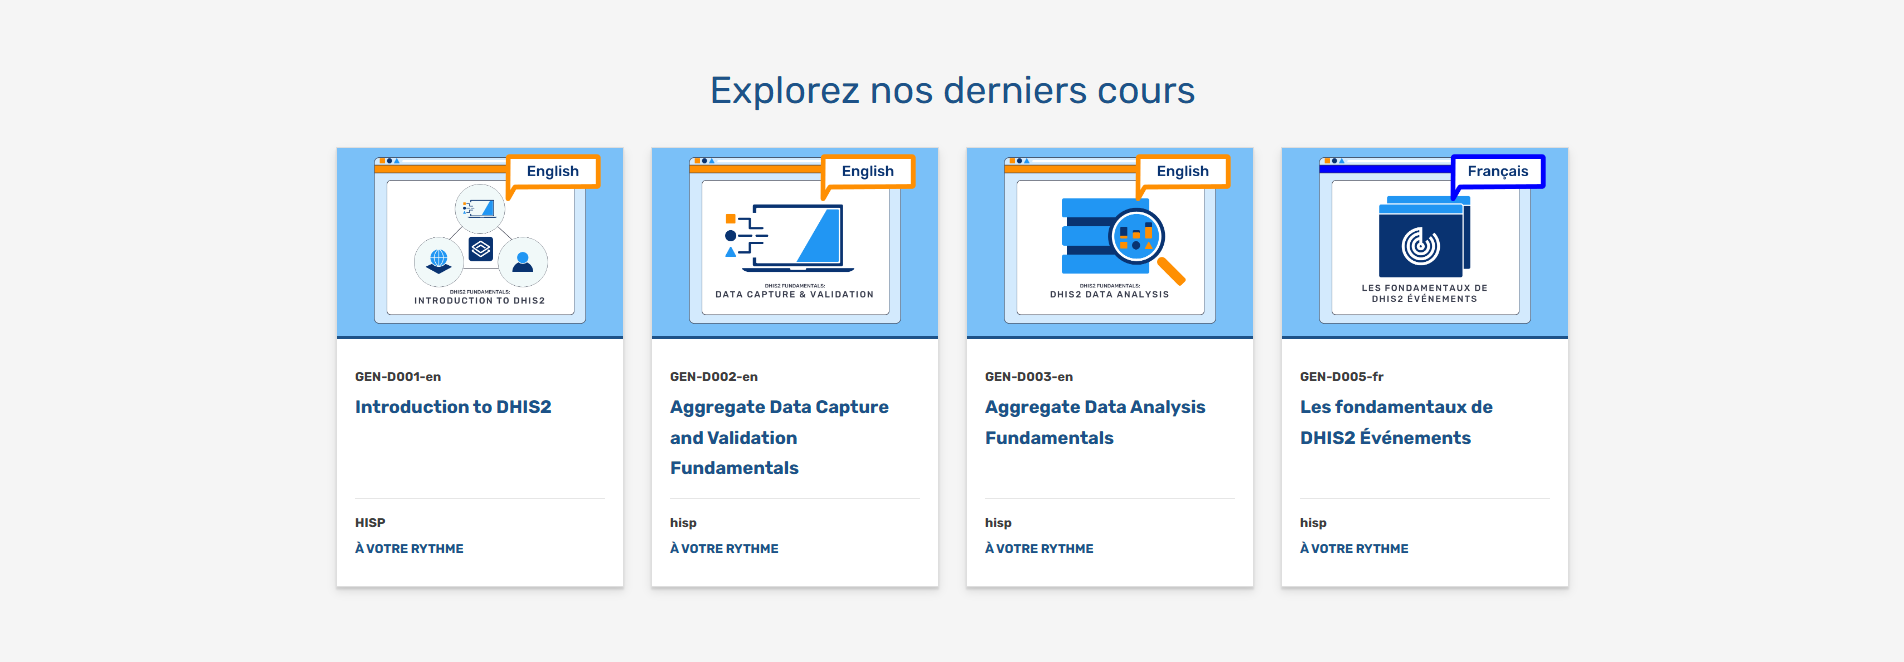 Explorez nos derniers cours
English
DHIS2 FUNDAMENTALS:
INTRODUCTION TO DHIS2
GEN-D001-en
Introduction to DHIS2
HISP
À VOTRE RYTHME
English
DHIS2 FUNDAMENTALS:
DATA CAPTURE & VALIDATION
GEN-D002-en
Aggregate Data Capture
and Validation
Fundamentals
hisp
À VOTRE RYTHME
English
DHIS2 FUNDAMENTALS:
DHIS2 DATA ANALYSIS
GEN-D003-en
Aggregate Data Analysis
Fundamentals
hisp
À VOTRE RYTHME
Français
LES FONDAMENTAUX DE
DHIS2 ÉVÉNEMENTS
GEN-D005-fr
Les fondamentaux de
DHIS2 Événements
hisp
À VOTRE RYTHME